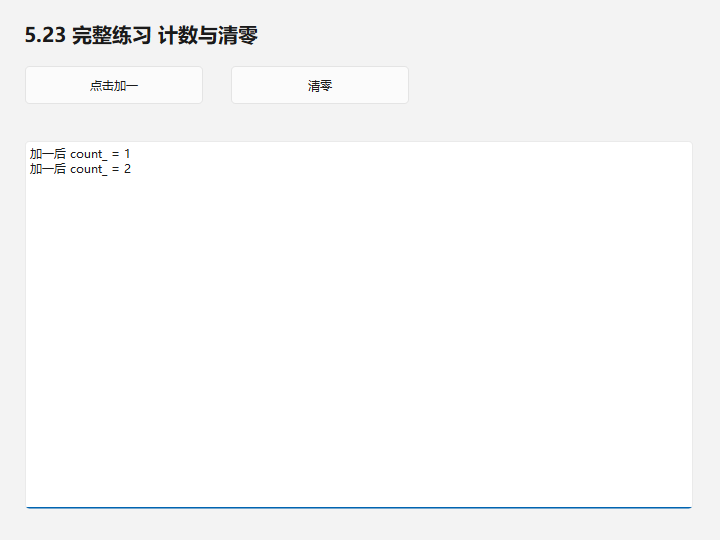 5.23 完整练习 计数与清零
点击加一
清零
加一后 count_ = 1
加一后 count_ = 2